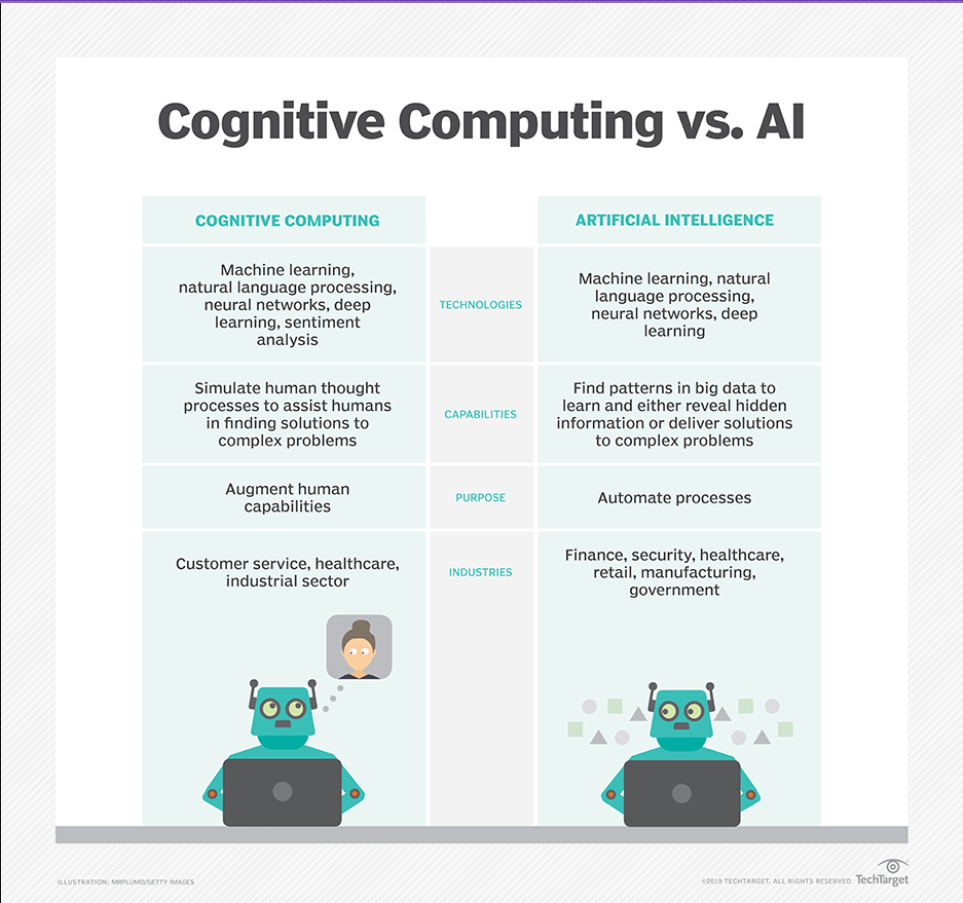 Cognitive Computing vs. AI
COGNITIVE COMPUTING
ARTIFICIAL INTELLIGENCE
Machine learning,
natural language processing,
neural networks, deep
learning, sentiment
analysis
TECHNOLOGIES
Machine learning, natural
language processing,
neural networks, deep
learning
Simulate human thought
processes to assist humans
in finding solutions to
complex problems
CAPABILITIES
Find patterns in big data to
learn and either reveal hidden
information or deliver solutions
to complex problems
Augment human
capabilities
PURPOSE
Automate processes
Customer service, healthcare,
industrial sector
INDUSTRIES
Finance, security, healthcare,
retail, manufacturing,
government
ILLUSTRATION: MRPLUMO/GETTY IMAGES
©2019 TECHTARGET. ALL RIGHTS RESERVED
TechTarget